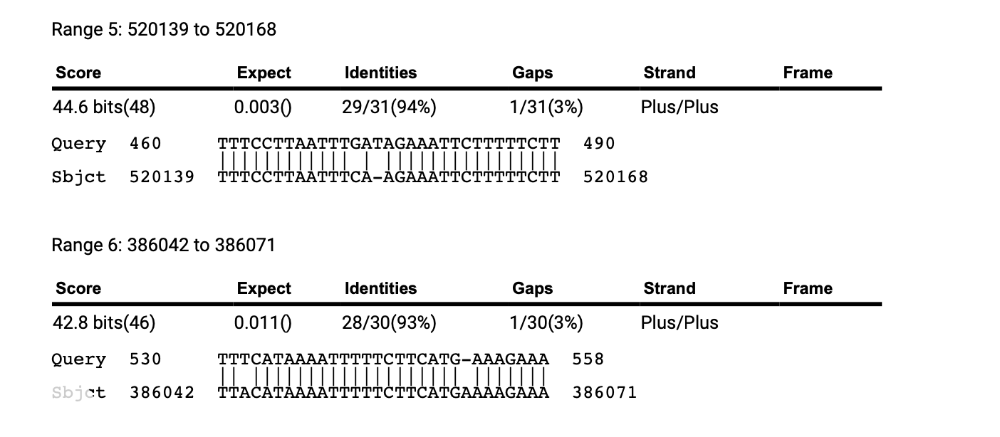 Range 5: 520139 to 520168
Score Expect Identities Gaps Strand Frame
44.6 bits(48) 0.003() 29/31(94%) 1/31(3%) Plus/Plus
Query 460 TTTCCTTAATTTGATAGAAATTCTTTTTCTT 490
Sbjct 520139 TTTCCTTAATTTCA-AGAAATTCTTTTTCTT 520168
Range 6: 386042 to 386071
Score Expect Identities Gaps Strand Frame
42.8 bits(46) 0.011() 28/30(93%) 1/30(3%) Plus/Plus
Query 530 TTTCATAAAATTTTTCTTCATG-AAAGAAA 558
Sbjct 386042 TTACATAAAATTTTTCTTCATGAAAAGAAA 386071